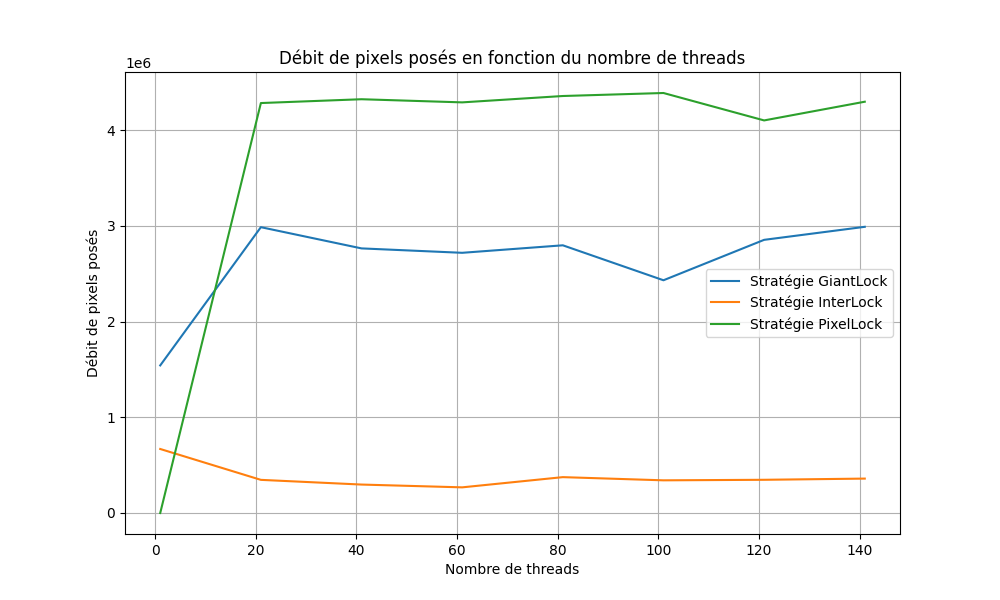 Débit de pixels posés en fonction du nombre de threads
1e6
4
3
2
1
0
Débit de pixels posés
Stratégie GiantLock
Stratégie InterLock
Stratégie PixelLock
0 20 40 60 80 100 120 140
Nombre de threads